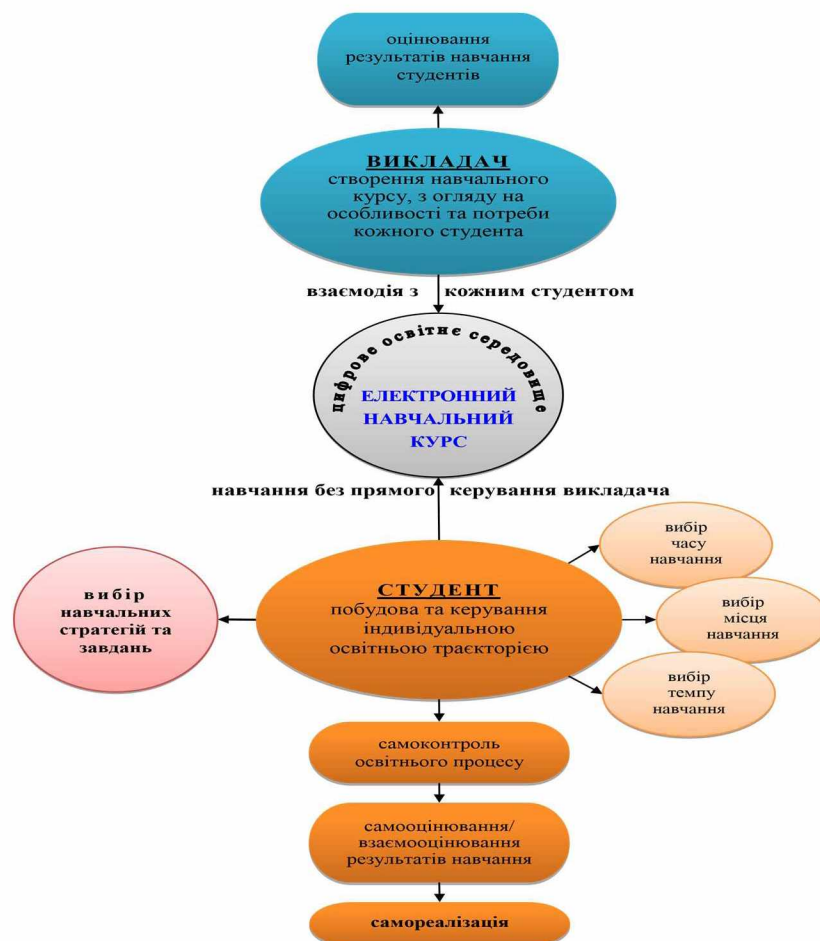 оцінювання
результатів навчання
студентів
ВИКЛАДАЧ
створення навчального
курсу, з огляду на
особливості та потреби
кожного студента
взаємодія з кожним студентом
цифрове освітнє середовище
ЕЛЕКТРОННИЙ
НАВЧАЛЬНИЙ
КУРС
навчання без прямого керування викладача
вибір
часу
навчання
вибір
місця
навчання
вибір
темпу
навчання
вибір
навчальних
стратегій та
завдань
СТУДЕНТ
побудова та керування
індивідуальною
освітньою траєкторією
самоконтроль
освітнього процесу
самооцінювання/
взаємооцінювання
результатів навчання
самореалізація